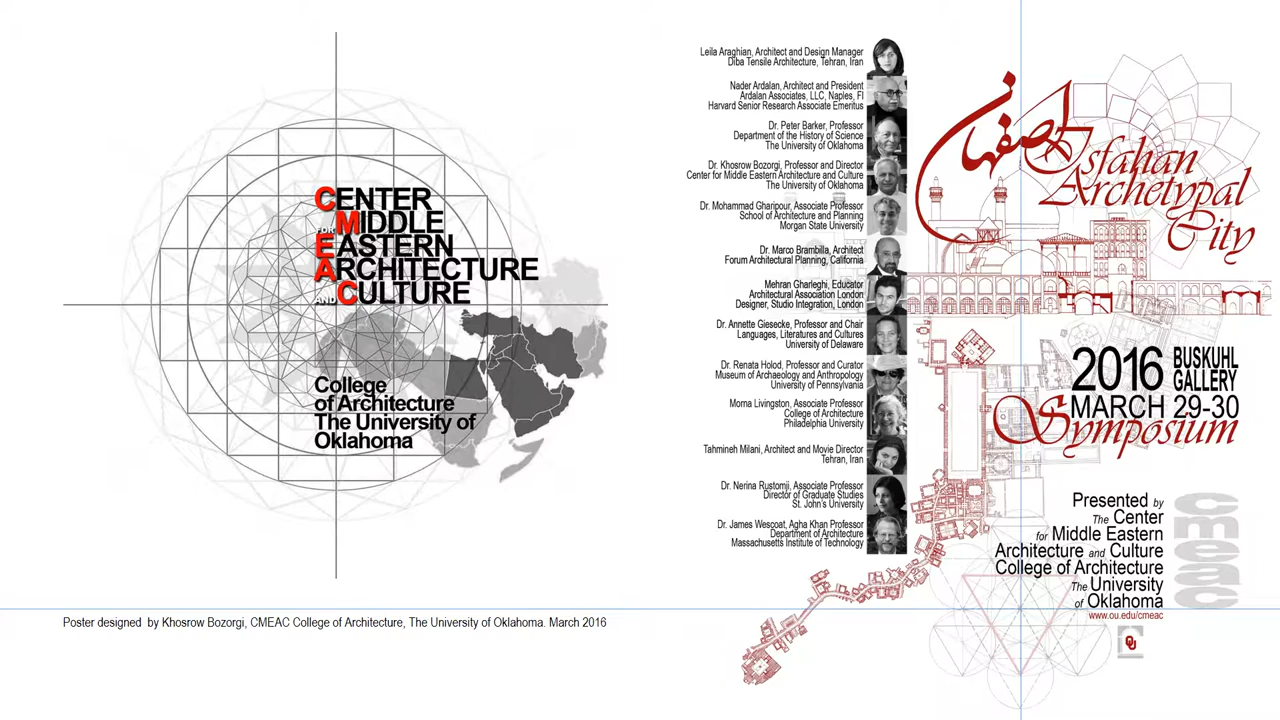 CENTER
FOR MIDDLE
EASTERN
ARCHITECTURE
AND CULTURE
College
of Architecture
The University of
Oklahoma
Poster designed by Khosrow Bozorgi, CMEAC College of Architecture, The University of Oklahoma. March 2016
Leila Araghian, Architect and Design Manager
Diba Tensile Architecture, Tehran, Iran
Nader Ardalan, Architect and President
Ardalan Associates, LLC, Naples, Fl
Harvard Senior Research Associate Emeritus
Dr. Peter Barker, Professor
Department of the History of Science
The University of Oklahoma
Dr. Khosrow Bozorgi, Professor and Director
Center for Middle Eastern Architecture and Culture
The University of Oklahoma
Dr. Mohammad Gharipour, Associate Professor
School of Architecture and Planning
Morgan State University
Dr. Marco Brambilla, Architect
Forum Architectural Planning, California
Mehran Gharleghi, Educator
Architectural Association London
Designer, Studio Integration, London
Dr. Annette Giesecke, Professor and Chair
Languages, Literatures and Cultures
University of Delaware
Dr. Renata Holod, Professor and Curator
Museum of Archaeology and Anthropology
University of Pennsylvania
Morna Livingston, Associate Professor
College of Architecture
Philadelphia University
Tahmineh Milani, Architect and Movie Director
Tehran, Iran
Dr. Nerina Rustomji, Associate Professor
Director of Graduate Studies
St. John's University
Dr. James Wescoat, Agha Khan Professor
Department of Architecture
Massachusetts Institute of Technology
اصفهان
Isfahan
Archetypal
City
2016 BUSKUHL
GALLERY
MARCH 29-30
Symposium
Presented by
The Center
for Middle Eastern
Architecture and Culture
College of Architecture
The University
of Oklahoma
www.ou.edu/cmeac
cmeac
OU